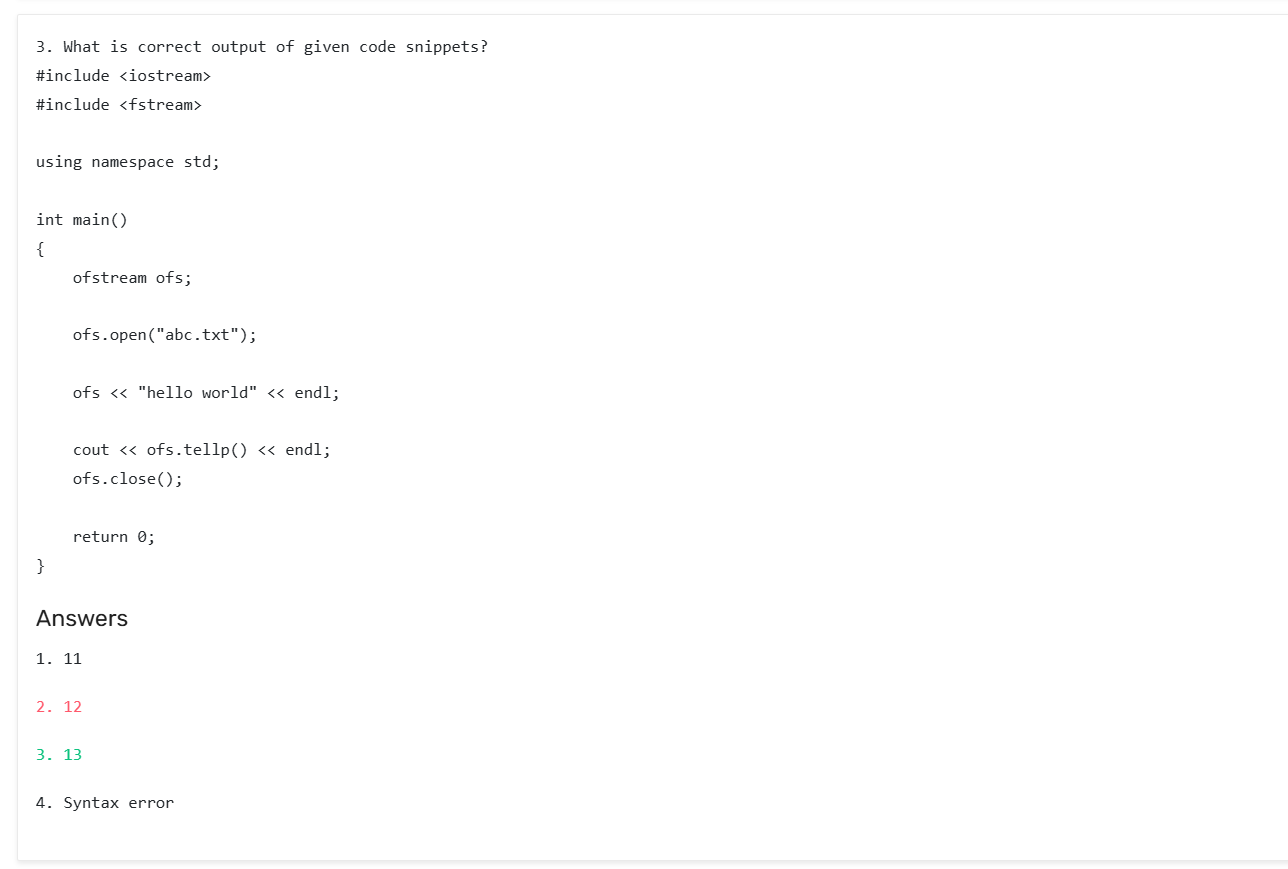 3. What is correct output of given code snippets?
#include <iostream>
#include <fstream>
using namespace std;
int main()
{
    ofstream ofs;
    ofs.open("abc.txt");
    ofs << "hello world" << endl;
    cout << ofs.tellp() << endl;
    ofs.close();
    return 0;
}
Answers
1. 11
2. 12
3. 13
4. Syntax error